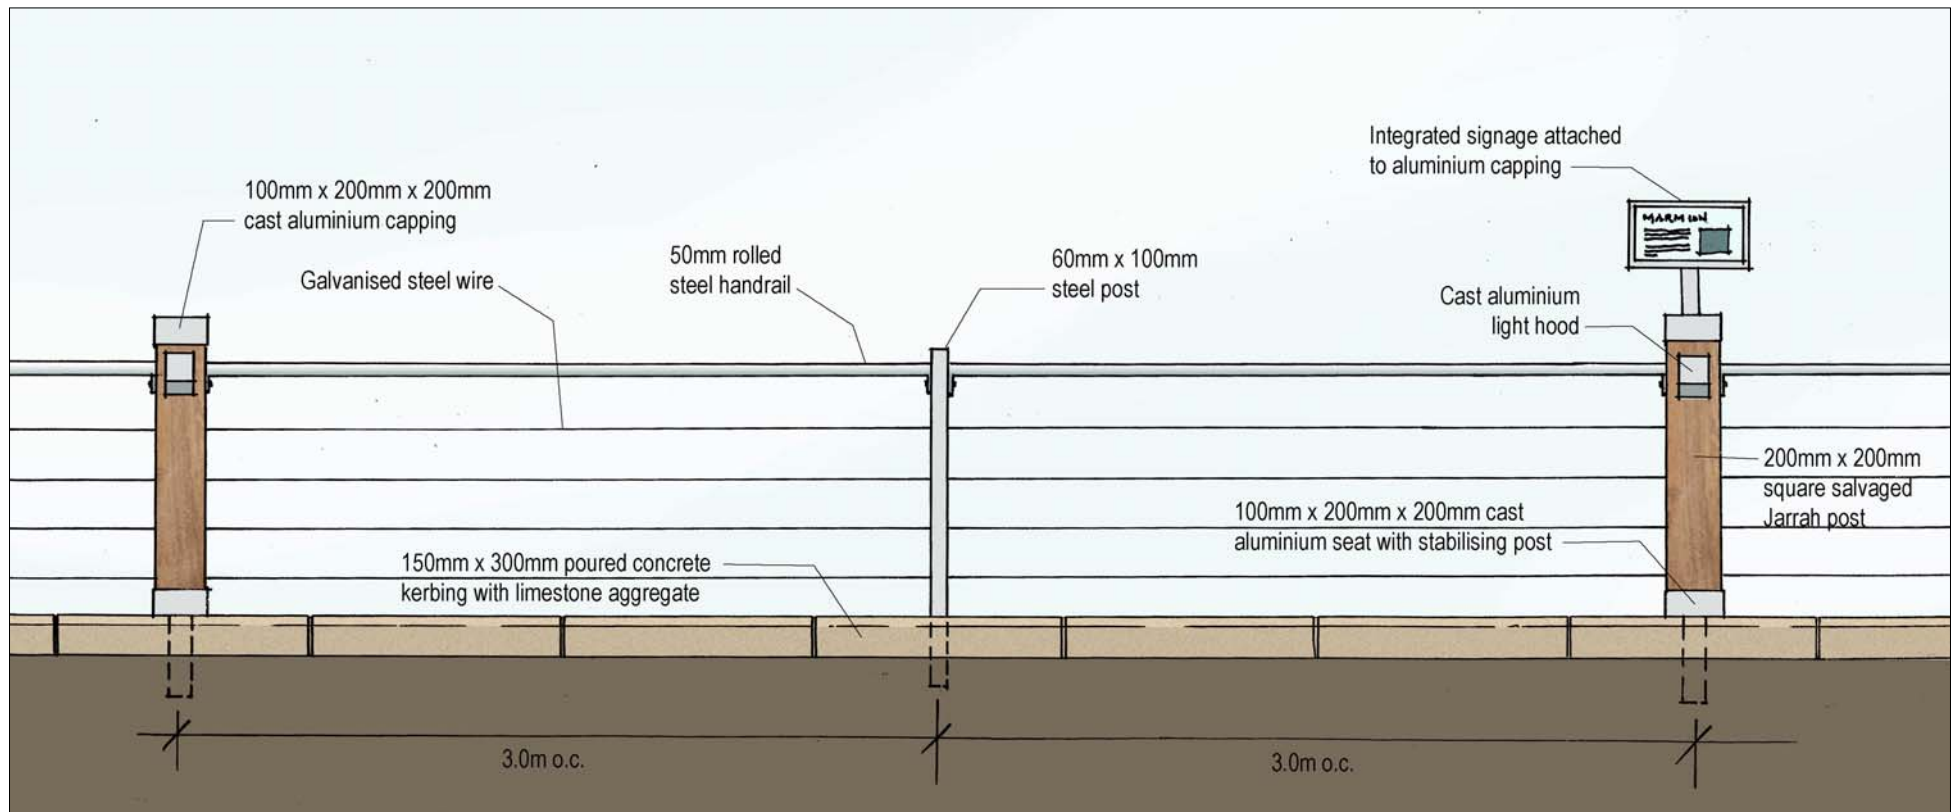 Integrated signage attached
to aluminium capping
100mm x 200mm x 200mm
cast aluminium capping
MARMION
50mm rolled
steel handrail
60mm x 100mm
steel post
Galvanised steel wire
Cast aluminium
light hood
200mm x 200mm
square salvaged
Jarrah post
100mm x 200mm x 200mm cast
aluminium seat with stabilising post
150mm x 300mm poured concrete
kerbing with limestone aggregate
3.0m o.c.
3.0m o.c.